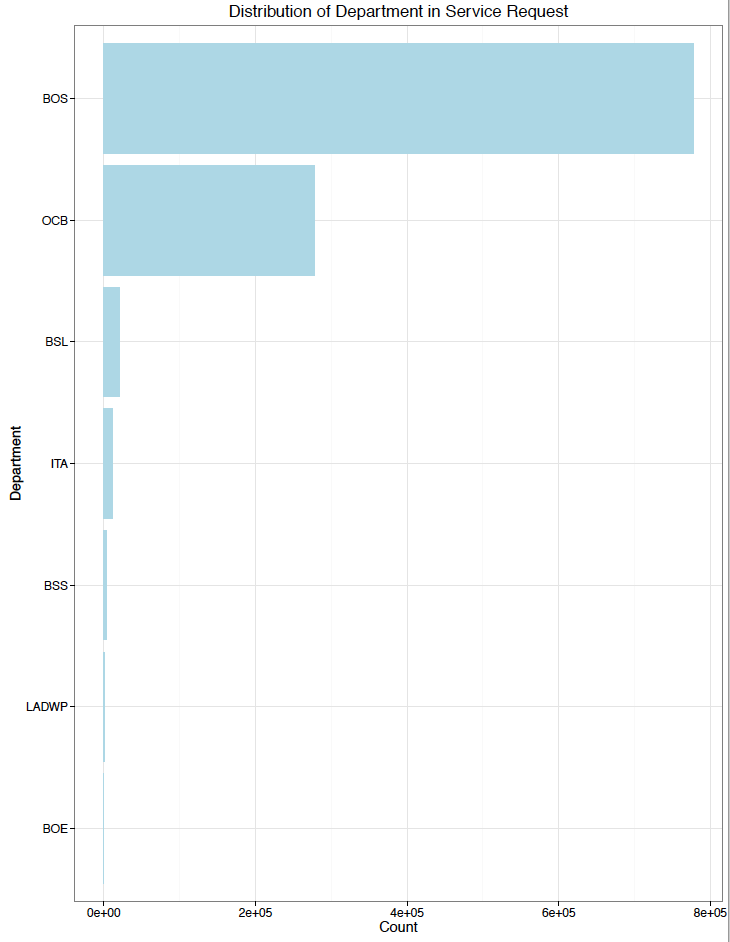 Distribution of Department in Service Request
BOS
OCB
BSL
ITA
BSS
LADWP
BOE
Department
0e+00 2e+05 4e+05 6e+05 8e+05
Count